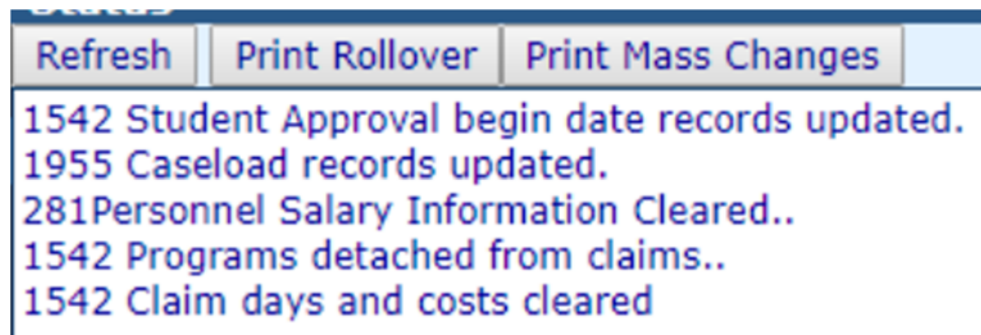 Refresh Print Rollover Print Mass Changes
1542 Student Approval begin date records updated.
1955 Caseload records updated.
281Personnel Salary Information Cleared..
1542 Programs detached from claims..
1542 Claim days and costs cleared